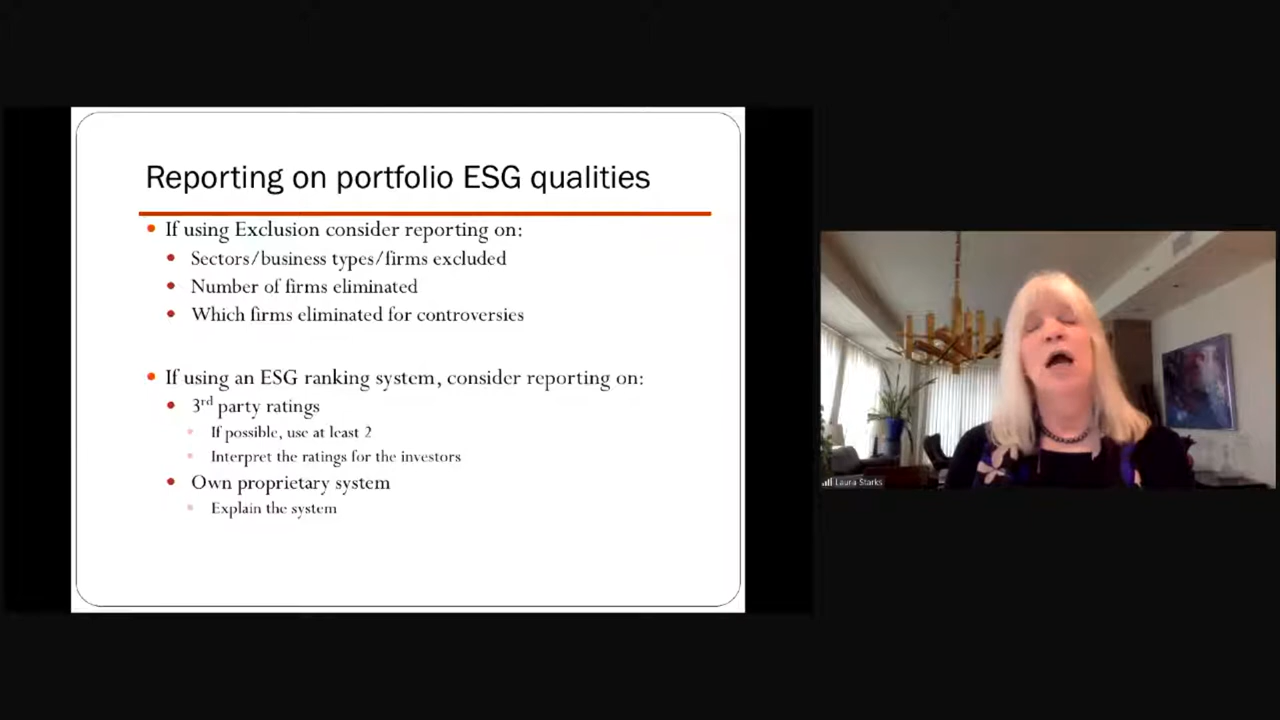 Reporting on portfolio ESG qualities
If using Exclusion consider reporting on:
Sectors/business types/firms excluded
Number of firms eliminated
Which firms eliminated for controversies
If using an ESG ranking system, consider reporting on:
3rd party ratings
If possible, use at least 2
Interpret the ratings for the investors
Own proprietary system
Explain the system
Laura Starks